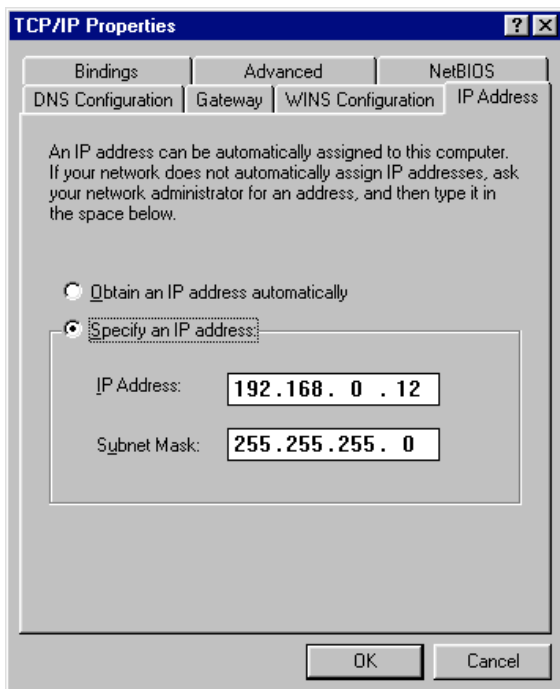 TCP/IP Properties
? X
Bindings Advanced NetBIOS
DNS Configuration Gateway WINS Configuration IP Address
An IP address can be automatically assigned to this computer.
If your network does not automatically assign IP addresses, ask
your network administrator for an address, and then type it in
the space below.
Obtain an IP address automatically
Specify an IP address:
IP Address: 192.168. 0 .12
Subnet Mask: 255.255.255. 0
OK Cancel